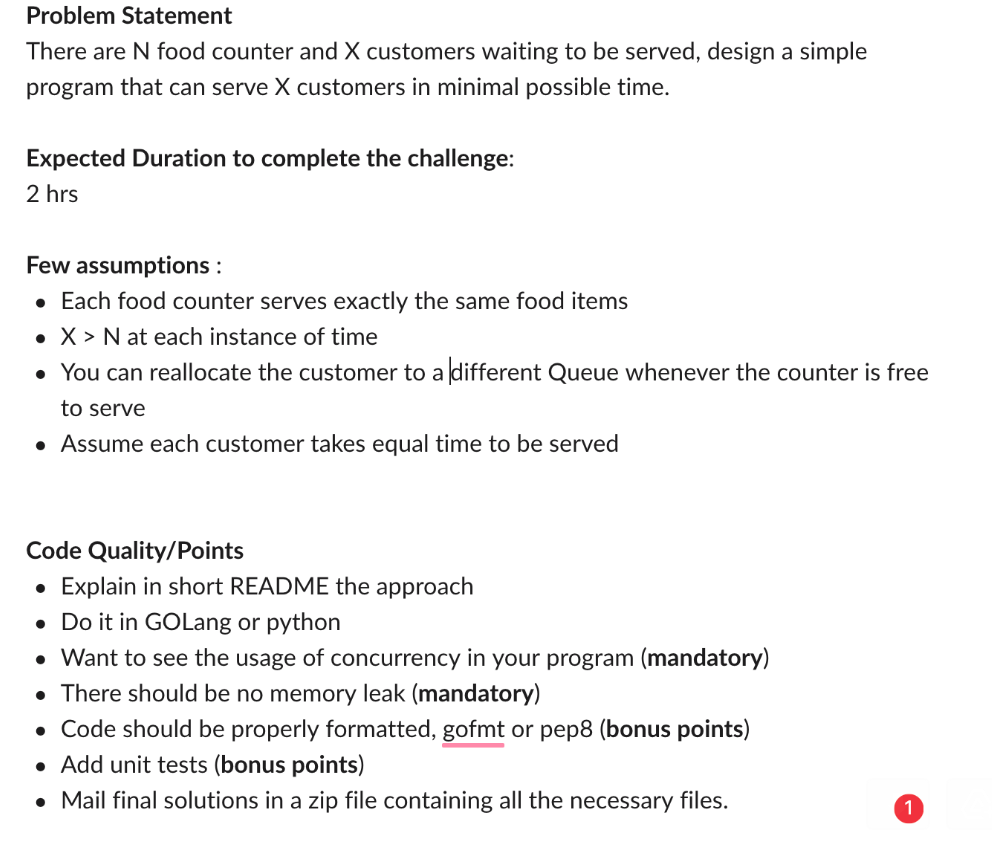 Problem Statement
There are N food counter and X customers waiting to be served, design a simple
program that can serve X customers in minimal possible time.
Expected Duration to complete the challenge:
2 hrs
Few assumptions :
• Each food counter serves exactly the same food items
• X > N at each instance of time
• You can reallocate the customer to a different Queue whenever the counter is free
to serve
• Assume each customer takes equal time to be served
Code Quality/Points
• Explain in short README the approach
• Do it in GOLang or python
• Want to see the usage of concurrency in your program (mandatory)
• There should be no memory leak (mandatory)
• Code should be properly formatted, gofmt or pep8 (bonus points)
• Add unit tests (bonus points)
• Mail final solutions in a zip file containing all the necessary files.
1